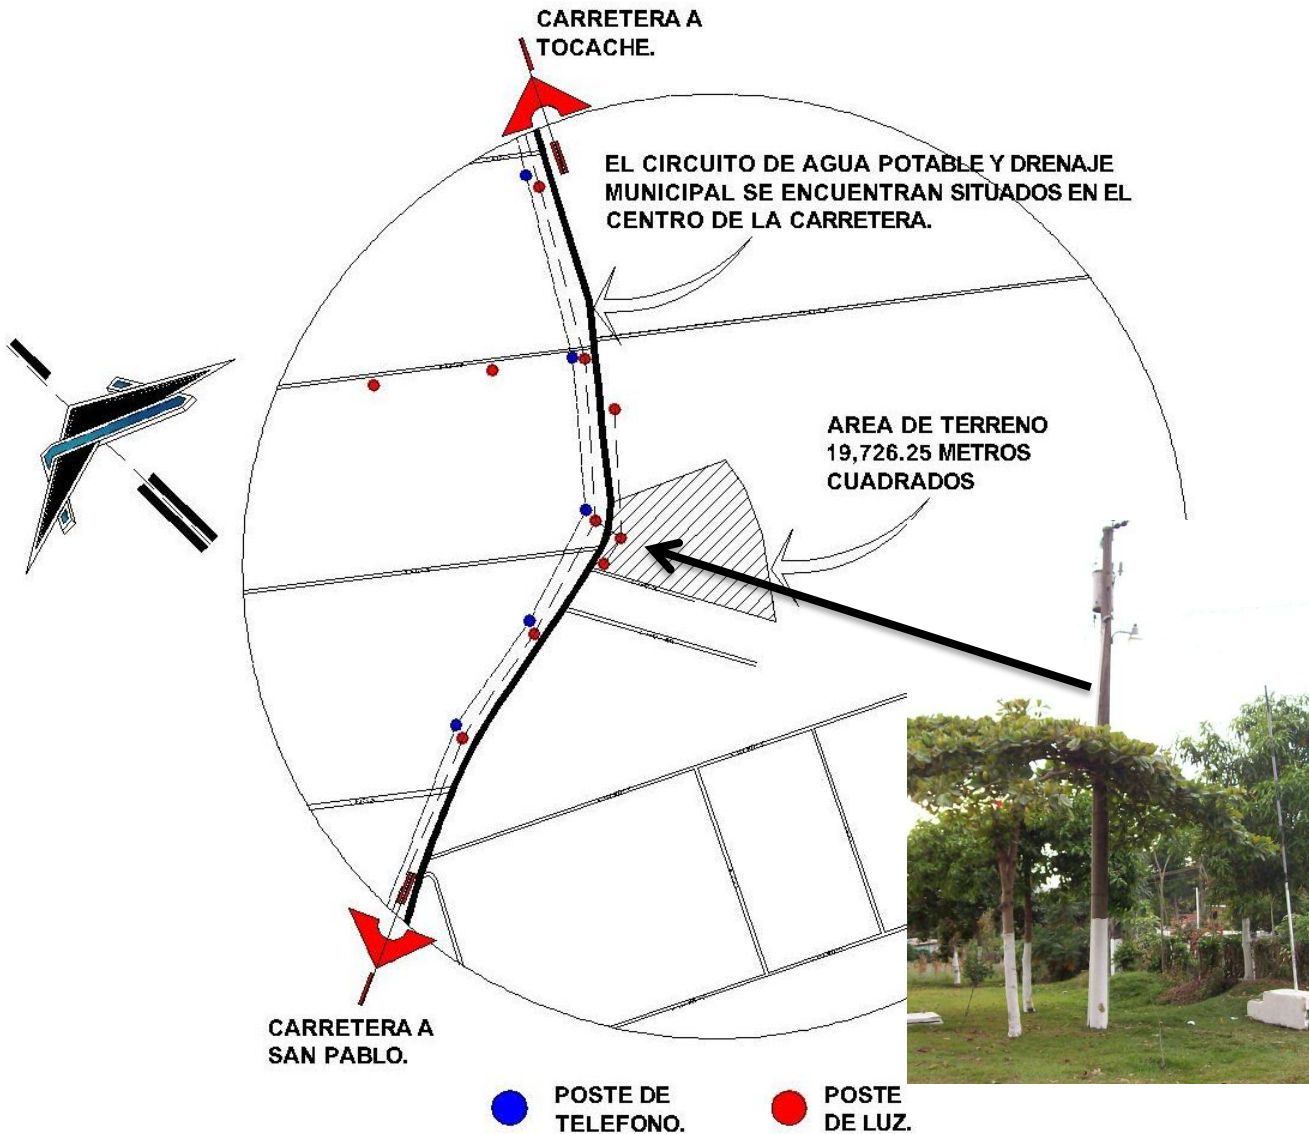 CARRETERA A
TOCACHE.
EL CIRCUITO DE AGUA POTABLE Y DRENAJE
MUNICIPAL SE ENCUENTRAN SITUADOS EN EL
CENTRO DE LA CARRETERA.
AREA DE TERRENO
19,726.25 METROS
CUADRADOS
CARRETERA A
SAN PABLO.
POSTE DE
TELEFONO.
POSTE
DE LUZ.